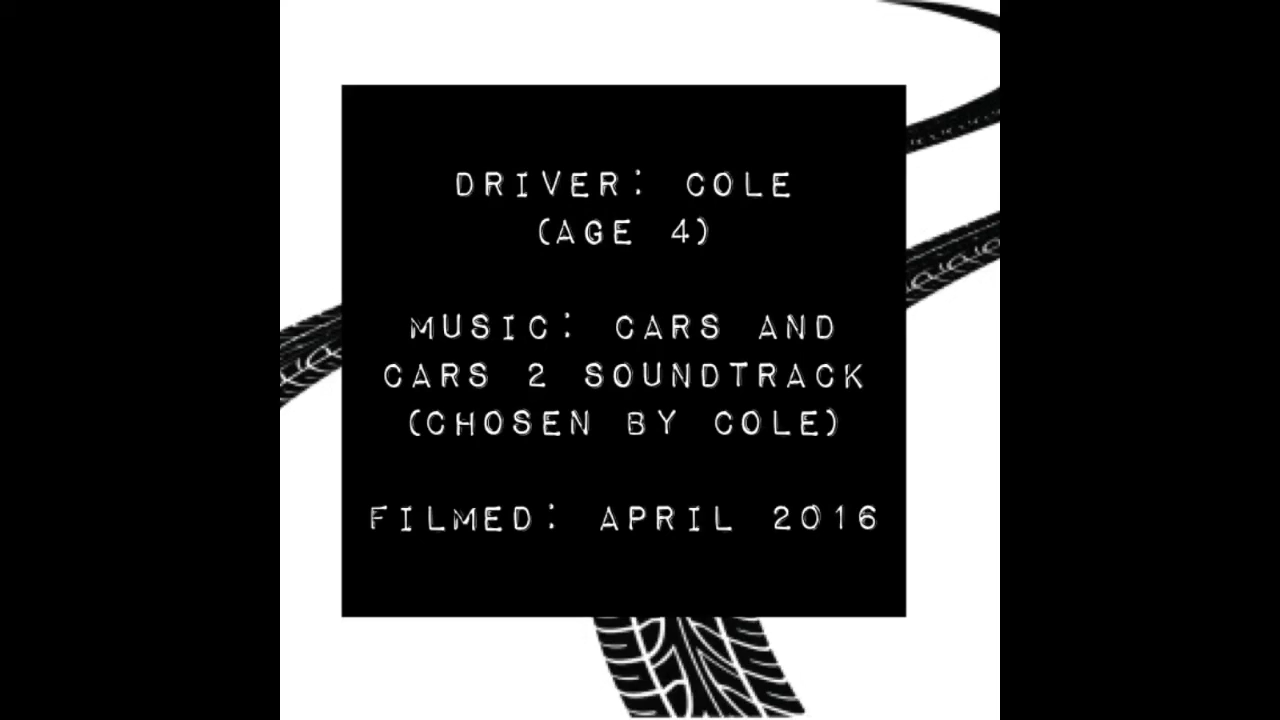 DRIVER: COLE
(AGE 4)
MUSIC: CARS AND
CARS 2 SOUNDTRACK
(CHOSEN BY COLE)
FILMED: APRIL 2016